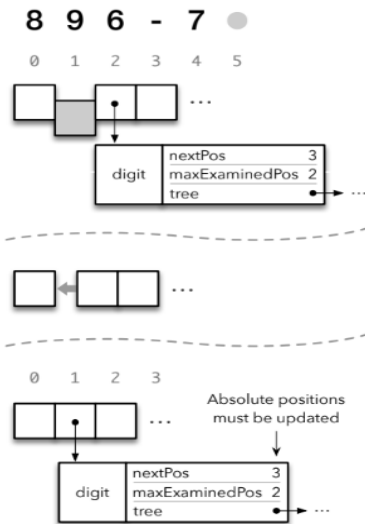 8 9 6 - 7
0 1 2 3 4 5
...
digit
nextPos 3
maxExaminedPos 2
tree ...
...
0 1 2 3
...
Absolute positions
must be updated
digit
nextPos 3
maxExaminedPos 2
tree ...